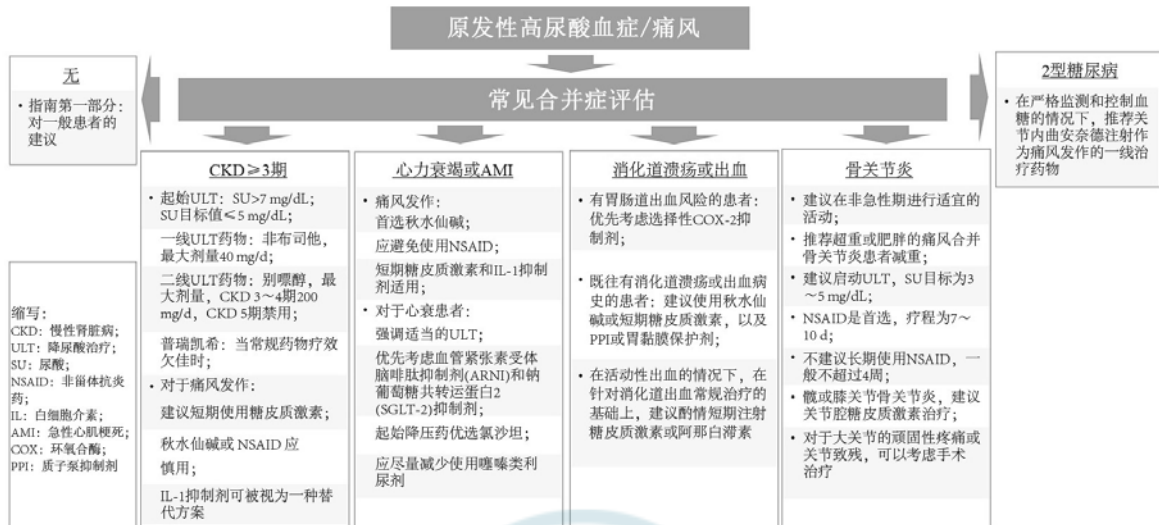 原发性高尿酸血症/痛风
常见合并症评估
无
• 指南第一部分：
对一般患者的
建议
2型糖尿病
• 在严格监测和控制血
糖的情况下，推荐关
节内曲安奈德注射作
为痛风发作的一线治
疗药物
CKD≥3期
• 起始ULT：SU>7 mg/dL；
SU目标值≤5 mg/dL；
一线ULT药物：非布司他，
最大剂量40 mg/d；
二线ULT药物：别嘌醇，最
大剂量，CKD 3～4期200
mg/d，CKD 5期禁用；
普瑞凯希：当常规药物疗效
欠佳时；
• 对于痛风发作：
建议短期使用糖皮质激素；
秋水仙碱或 NSAID 应
慎用；
IL-1抑制剂可被视为一种替
代方案
心力衰竭或AMI
• 痛风发作：
首选秋水仙碱；
应避免使用NSAID；
短期糖皮质激素和IL-1抑制
剂适用；
• 对于心衰患者：
强调适当的ULT；
优先考虑血管紧张素受体
脑啡肽抑制剂(ARNI)和钠
葡萄糖共转运蛋白2
(SGLT-2)抑制剂；
起始降压药优选氯沙坦；
应尽量减少使用噻嗪类利
尿剂
消化道溃疡或出血
• 有胃肠道出血风险的患者：
优先考虑选择性COX-2抑
制剂；
• 既往有消化道溃疡或出血病
史的患者：建议使用秋水仙
碱或短期糖皮质激素，以及
PPI或胃黏膜保护剂；
• 在活动性出血的情况下，在
针对消化道出血常规治疗的
基础上，建议酌情短期注射
糖皮质激素或阿那白滞素
骨关节炎
• 建议在非急性期进行适宜的
活动；
• 推荐超重或肥胖的痛风合并
骨关节炎患者减重；
• 建议启动ULT，SU目标为3
～5 mg/dL；
• NSAID是首选，疗程为7～
10 d；
• 不建议长期使用NSAID，一
般不超过4周；
• 髋或膝关节骨关节炎，建议
关节腔糖皮质激素治疗；
• 对于大关节的顽固性疼痛或
关节致残，可以考虑手术
治疗
缩写：
CKD：慢性肾脏病；
ULT：降尿酸治疗；
SU：尿酸；
NSAID：非甾体抗炎
药；
IL：白细胞介素；
AMI：急性心肌梗死；
COX：环氧合酶；
PPI：质子泵抑制剂